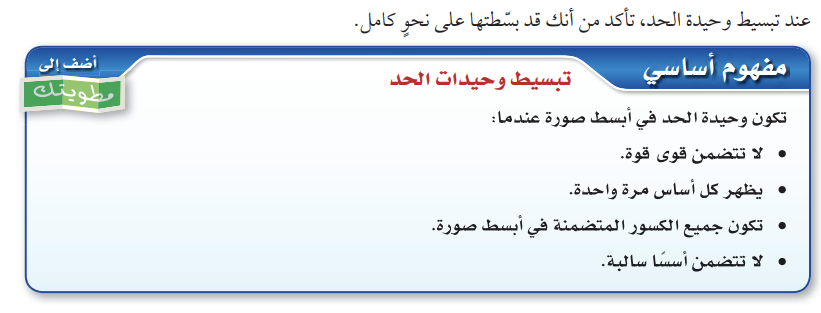 عند تبسيط وحيدة الحد، تأكد من أنك قد بسّطتها على نحوٍ كامل.
مفهوم أساسي
تبسيط وحيدات الحد
أضف إلى
مطويتك
تكون وحيدة الحد في أبسط صورة عندما:
• لا تتضمن قوى قوة.
• يظهر كل أساس مرة واحدة.
• تكون جميع الكسور المتضمنة في أبسط صورة.
• لا تتضمن أسسًا سالبة.